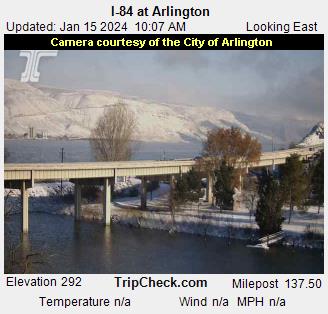 I-84 at Arlington
Updated: Jan 15 2024 10:07 AM Looking East
Camera courtesy of the City of Arlington
Elevation 292 TripCheck.com Milepost 137.50
Temperature n/a Wind n/a MPH n/a